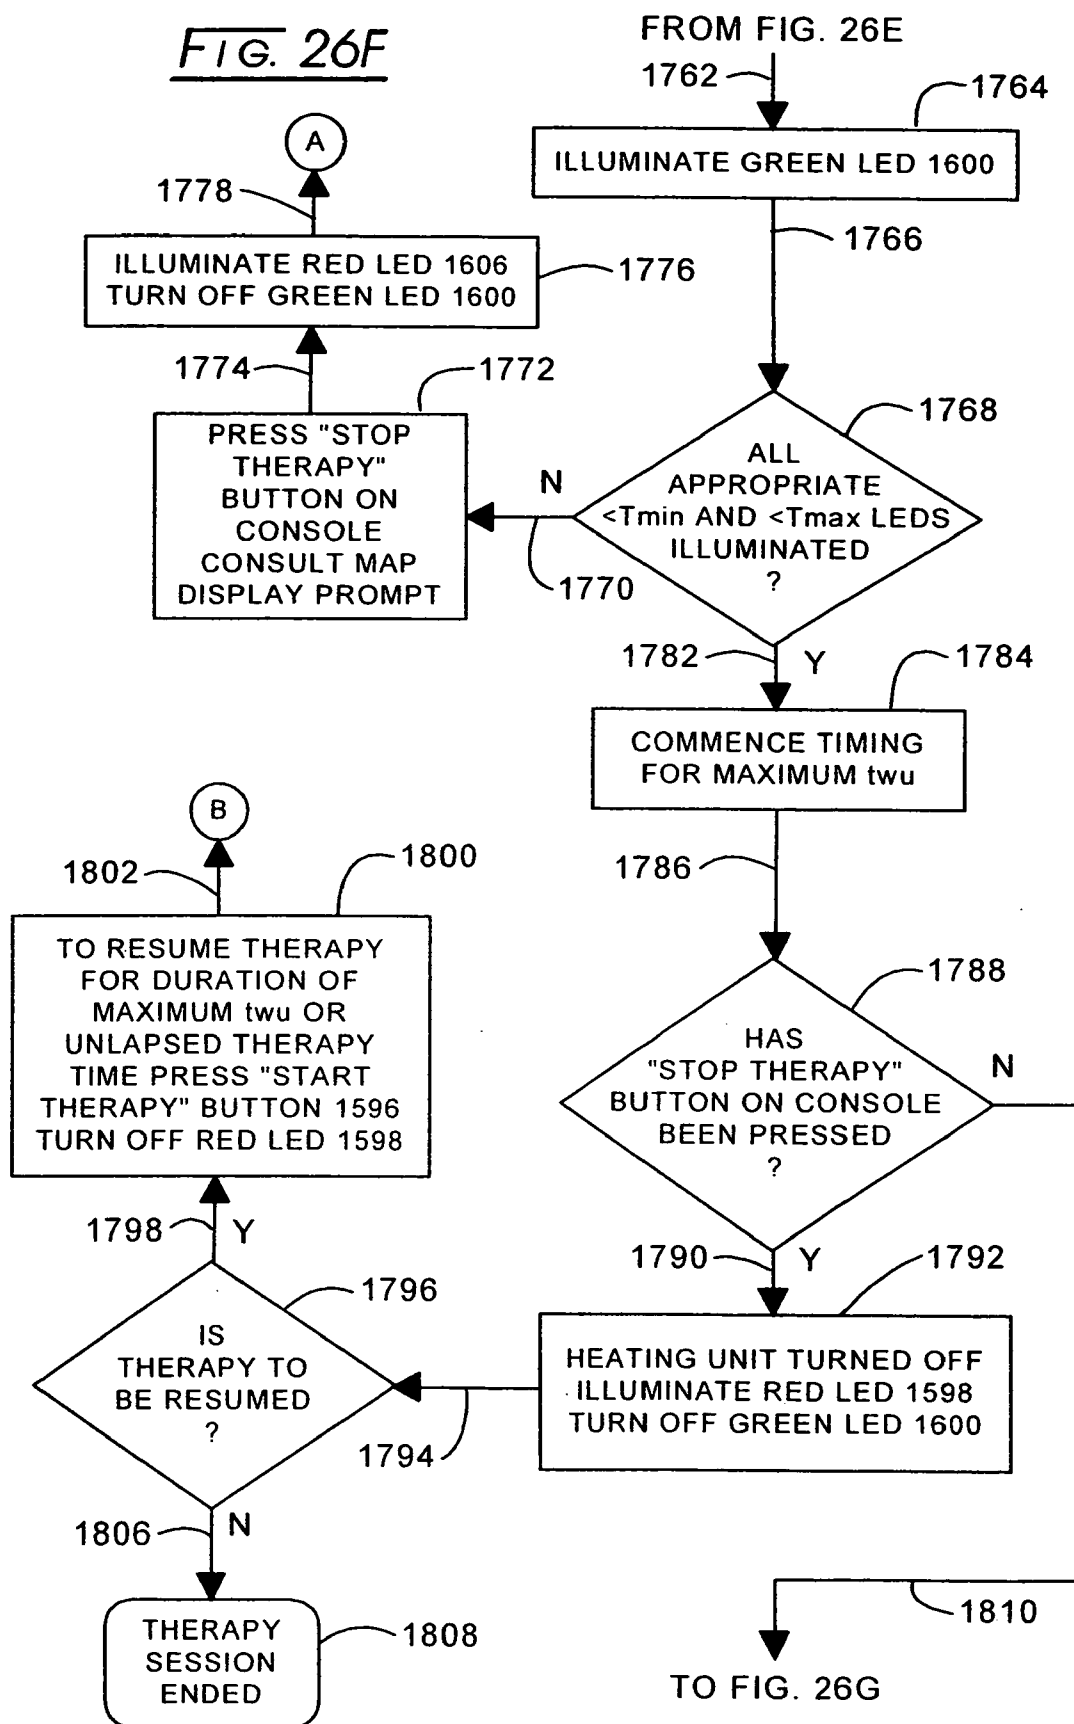 FIG. 26F
FROM FIG. 26E
1762
1764
ILLUMINATE GREEN LED 1600
1766
A
1778
ILLUMINATE RED LED 1606
TURN OFF GREEN LED 1600
1776
1774
1772
PRESS "STOP
THERAPY"
BUTTON ON
CONSOLE
CONSULT MAP
DISPLAY PROMPT
N
1770
1768
ALL
APPROPRIATE
<Tmin AND <Tmax LEDS
ILLUMINATED
?
1782
Y
1784
COMMENCE TIMING
FOR MAXIMUM twu
1786
B
1802
1800
TO RESUME THERAPY
FOR DURATION OF
MAXIMUM twu OR
UNLAPSED THERAPY
TIME PRESS "START
THERAPY" BUTTON 1596
TURN OFF RED LED 1598
1788
HAS
"STOP THERAPY"
BUTTON ON CONSOLE
BEEN PRESSED
?
N
1798
Y
1790
Y
1792
1796
IS
THERAPY TO
BE RESUMED
?
1794
HEATING UNIT TURNED OFF
ILLUMINATE RED LED 1598
TURN OFF GREEN LED 1600
1806
N
THERAPY
SESSION
ENDED
1808
1810
TO FIG. 26G